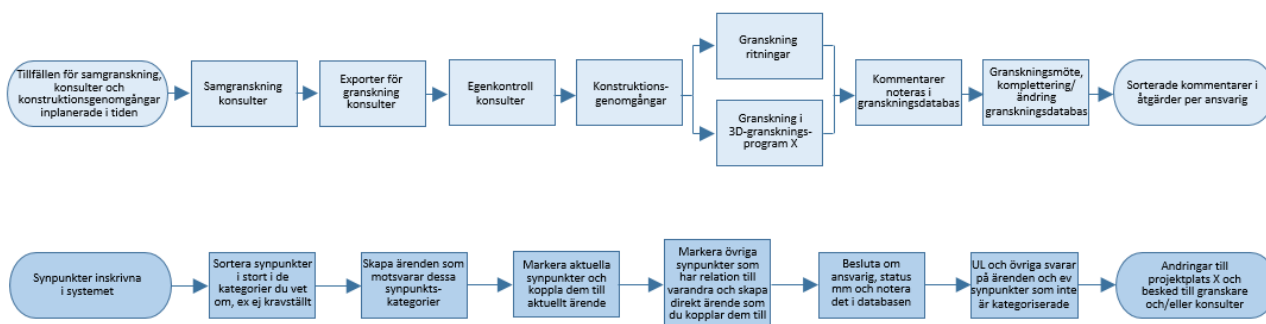 Tillfällen för samgranskning,
konsulter och
konstruktionsgenomgångar
inplanerade i tiden
Samgranskning
konsulter
Exporter för
granskning
konsulter
Egenkontroll
konsulter
Konstruktions-
genomgångar
Granskning
ritningar
Granskning i
3D-gransknings-
program X
Kommentarer
noteras i
granskningsdatabas
Granskningsmöte,
komplettering/
ändring
granskningsdatabas
Sorterade kommentarer i
åtgärder per ansvarig
Synpunkter inskrivna
i systemet
Sortera synpunkter
i stort i de
kategorier du vet
om, ex ej kravställt
Skapa ärenden som
motsvarar dessa
synpunkts-
kategorier
Markera aktuella
synpunkter och
koppla dem till
aktuellt ärende
Markera övriga
synpunkter som
har relation till
varandra och skapa
direkt ärende som
du kopplar dem till
Besluta om
ansvarig, status
mm och notera
det i databasen
UL och övriga svarar
på ärenden och ev
synpunkter som inte
är kategoriserade
Andringar till
projektplats X och
besked till granskare
och/eller konsulter